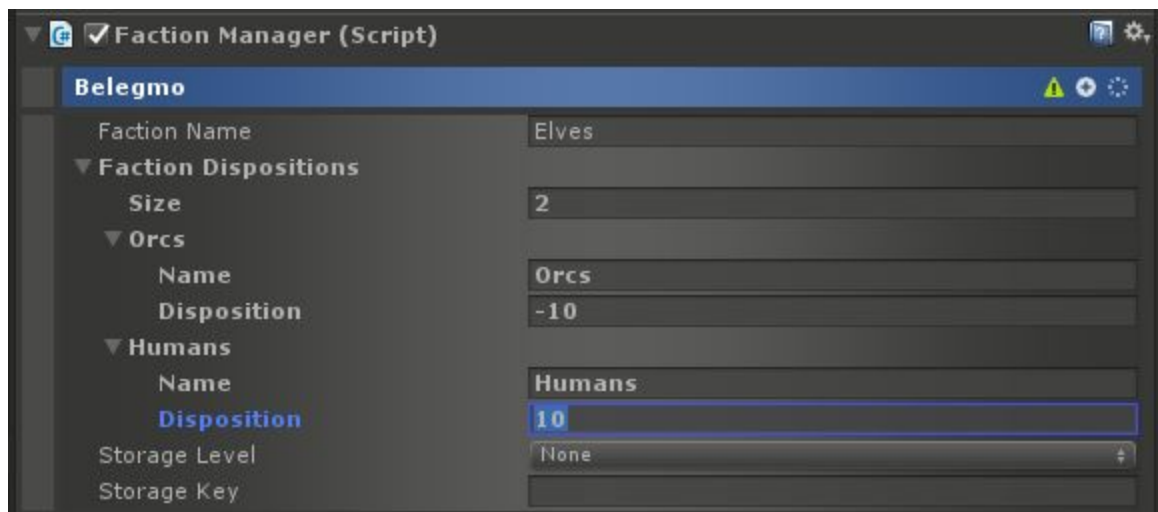 Faction Manager (Script)
Belegmo
Faction Name Elves
Faction Dispositions
Size 2
Orcs
Name Orcs
Disposition -10
Humans
Name Humans
Disposition 10
Storage Level None
Storage Key